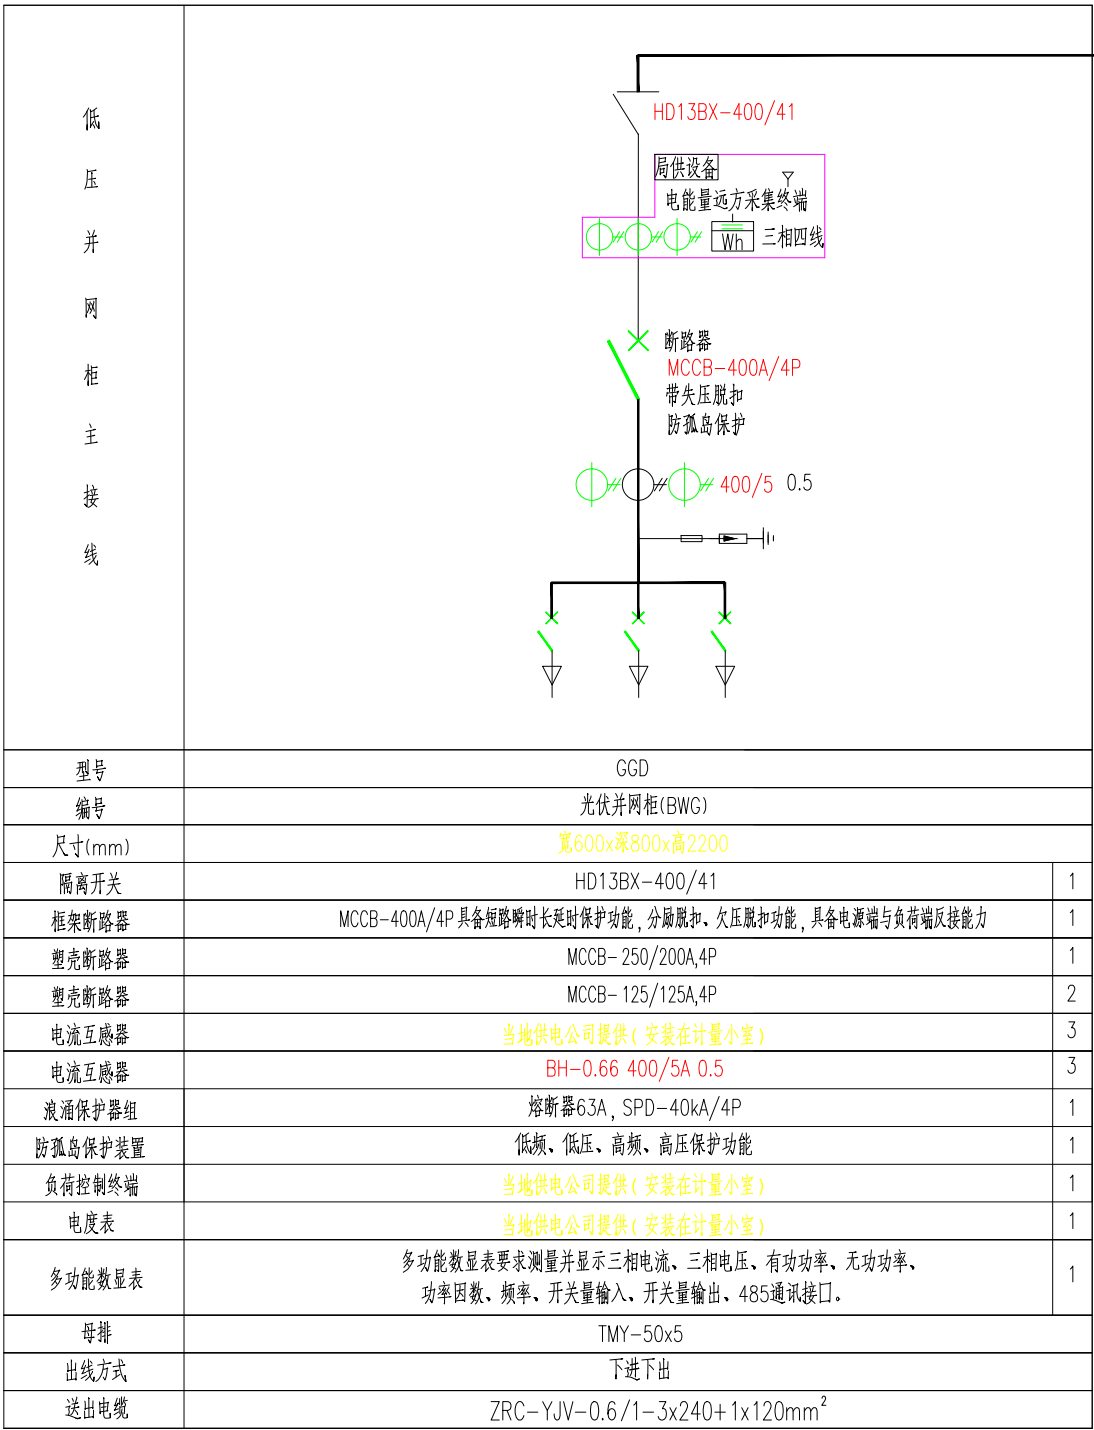 低
压
并
网
柜
主
接
线
HD13BX-400/41
局供设备
电能量远方采集终端
Wh 三相四线
断路器
MCCB-400A/4P
带失压脱扣
防孤岛保护
400/5 0.5
型号 GGD
编号 光伏并网柜(BWG)
尺寸(mm) 宽600x深800x高2200
隔离开关 HD13BX-400/41 1
框架断路器 MCCB-400A/4P具备短路瞬时长延时保护功能,分励脱扣、欠压脱扣功能,具备电源端与负荷端反接能力 1
塑壳断路器 MCCB-250/200A,4P 1
塑壳断路器 MCCB-125/125A,4P 2
电流互感器 当地供电公司提供(安装在计量小室) 3
电流互感器 BH-0.66 400/5A 0.5 3
浪涌保护器组 熔断器63A, SPD-40kA/4P 1
防孤岛保护装置 低频、低压、高频、高压保护功能 1
负荷控制终端 当地供电公司提供(安装在计量小室) 1
电度表 当地供电公司提供(安装在计量小室) 1
多功能数显表 多功能数显表要求测量并显示三相电流、三相电压、有功功率、无功功率、 1
功率因数、频率、开关量输入、开关量输出、485通讯接口。
母排 TMY-50x5
出线方式 下进下出
送出电缆 ZRC-YJV-0.6/1-3x240+1x120mm²